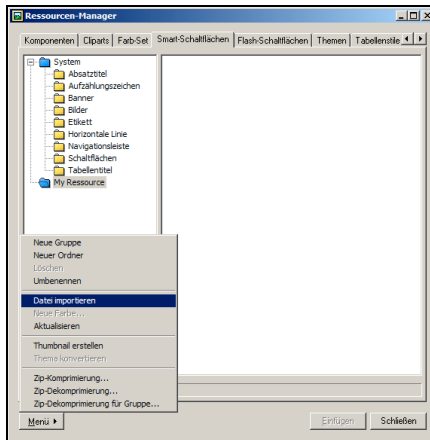 Ressourcen-Manager
Komponenten Cliparts Farb-Set Smart-Schaltflächen Flash-Schaltflächen Themen Tabellenstile
System
Absatztitel
Aufzählungszeichen
Banner
Bilder
Etikett
Horizontale Linie
Navigationsleiste
Schaltflächen
Tabellentitel
My Ressource
Neue Gruppe
Neuer Ordner
Löschen
Umbenennen
Datei importieren
Neue Farbe...
Aktualisieren
Thumbnail erstellen
Thema konvertieren
Zip-Komprimierung...
Zip-Dekomprimierung...
Zip-Dekomprimierung für Gruppe...
Menü Einfügen Schließen